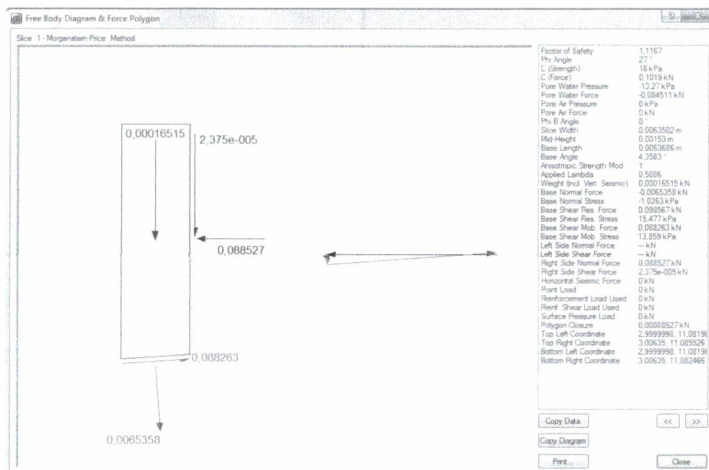 Free Body Diagram & Force Polygon
Slice 1 - Morgenstern-Price Method
0,00016515
2,375e-005
0,088527
0,088263
0,0065358
Factor of Safety 1,1167
Phi Angle 27 °
C (Strength) 16 kPa
C (Force) 0,1019 kN
Pore Water Pressure -13,27 kPa
Pore Water Force -0,084511 kN
Pore Air Pressure 0 kPa
Pore Air Force 0 kN
Phi B Angle 0 °
Slice Width 0,0063502 m
Mid-Height 0,00153 m
Base Length 0,0063686 m
Base Angle 4,3583 °
Anisotropic Strength Mod 1
Applied Lambda 0,5086
Weight (incl. Vert. Seismic) 0,00016515 kN
Base Normal Force -0,0065358 kN
Base Normal Stress -1,0263 kPa
Base Shear Res. Force 0,098567 kN
Base Shear Res. Stress 15,477 kPa
Base Shear Mob. Force 0,088263 kN
Base Shear Mob. Stress 13,859 kPa
Left Side Normal Force --- kN
Left Side Shear Force --- kN
Right Side Normal Force 0,088527 kN
Right Side Shear Force 2,375e-005 kN
Horizontal Seismic Force 0 kN
Point Load 0 kN
Reinforcement Load Used 0 kN
Reinf. Shear Load Used 0 kN
Surface Pressure Load 0 kN
Polygon Closure 0,00088527 kN
Top Left Coordinate 2,9999998, 11,08198
Top Right Coordinate 3,00635, 11,085526
Bottom Left Coordinate 2,9999998, 11,08198
Bottom Right Coordinate 3,00635, 11,082466
Copy Data
<< >>
Copy Diagram
Print...
Close